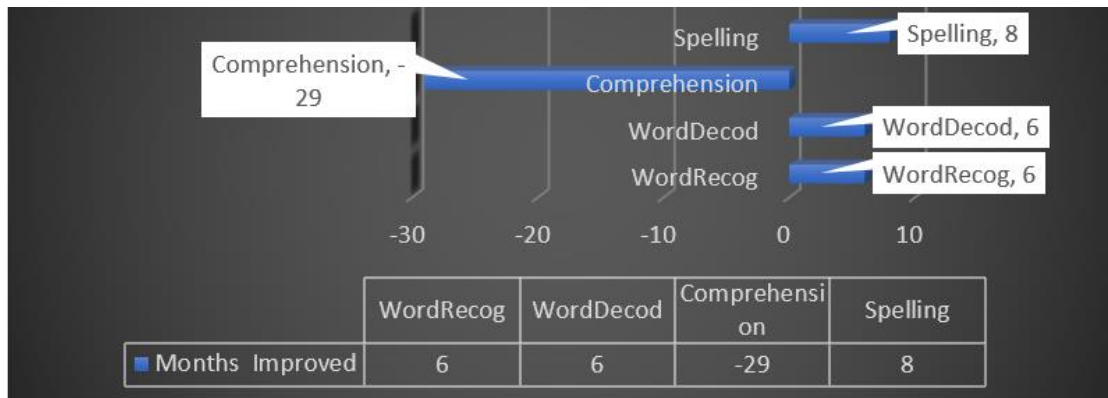 Spelling
Spelling, 8
Comprehension, -
29
Comprehension
WordDecod
WordDecod, 6
WordRecog
WordRecog, 6
-30 -20 -10 0 10
WordRecog WordDecod Comprehensi
on Spelling
Months Improved 6 6 -29 8